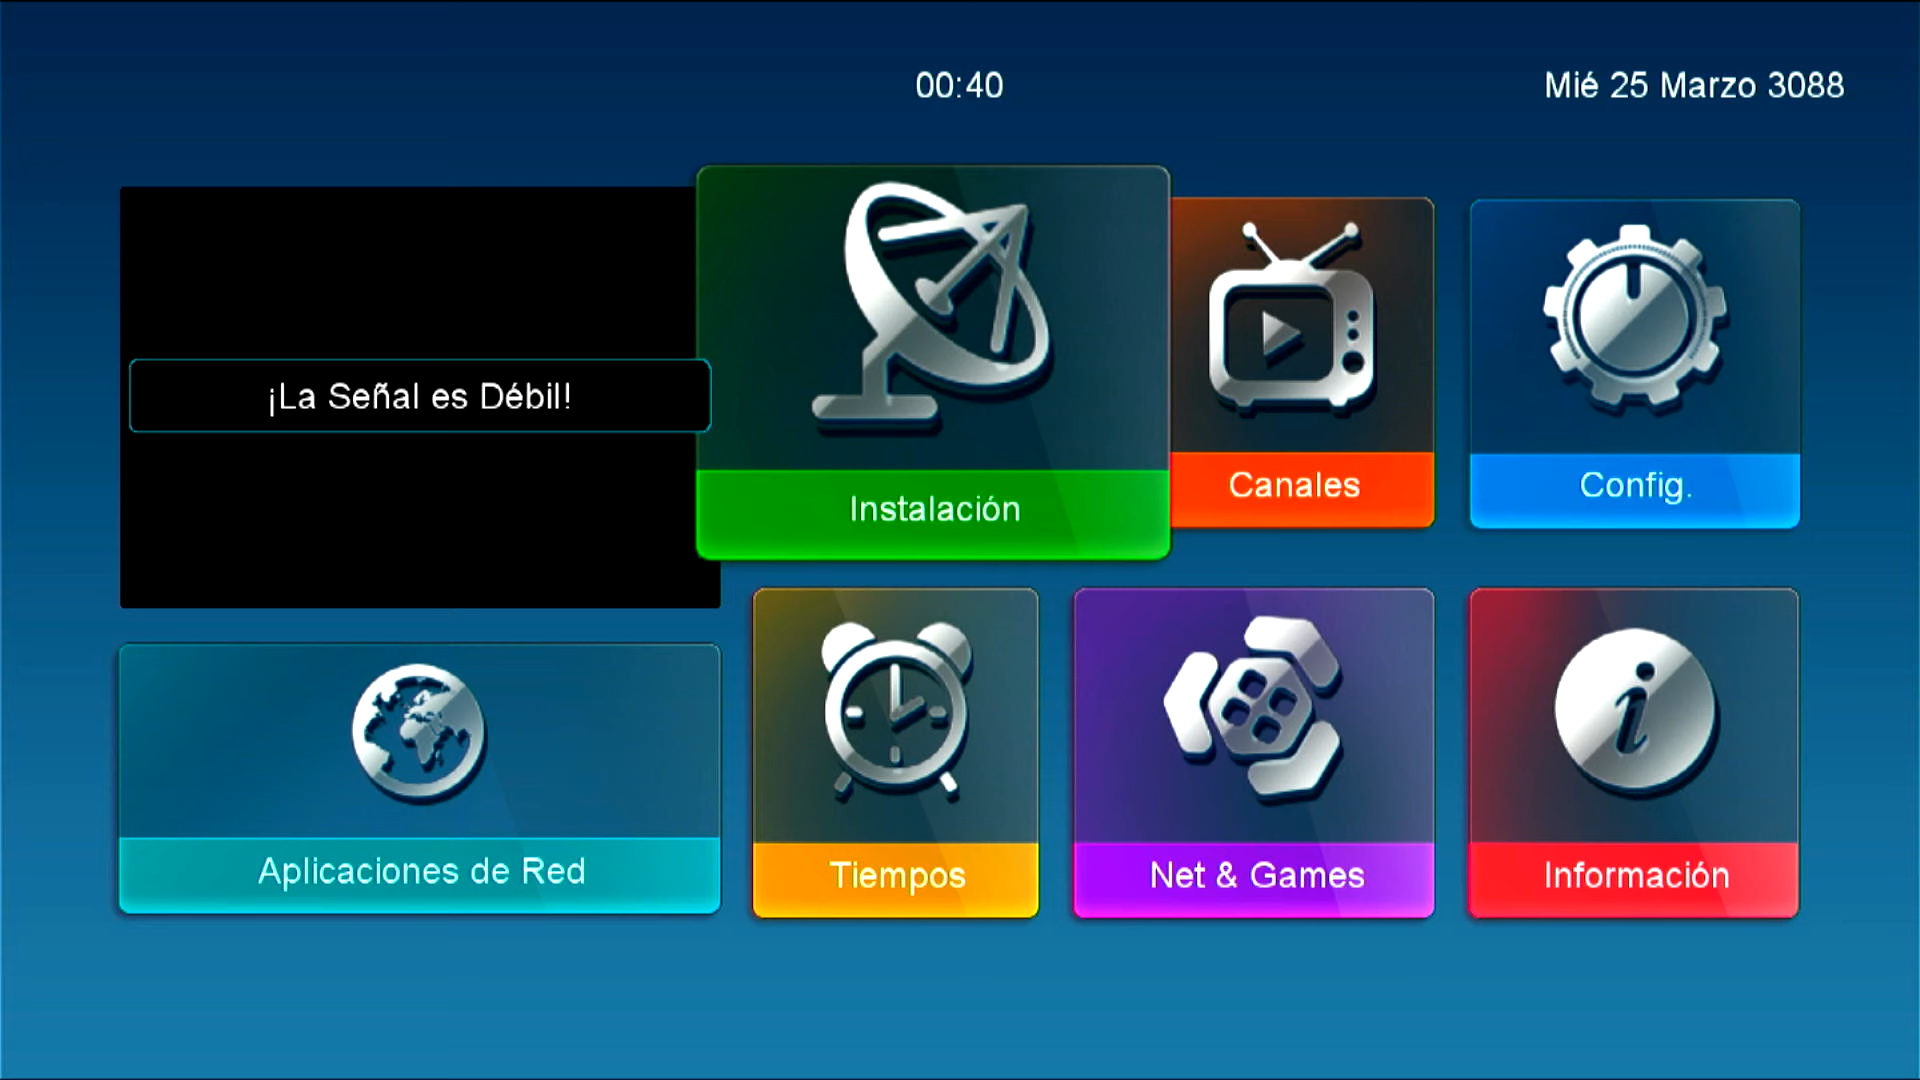 00:40
Mié 25 Marzo 3088
¡La Señal es Débil!
Instalación
Canales
Config.
Aplicaciones de Red
Tiempos
Net & Games
Información